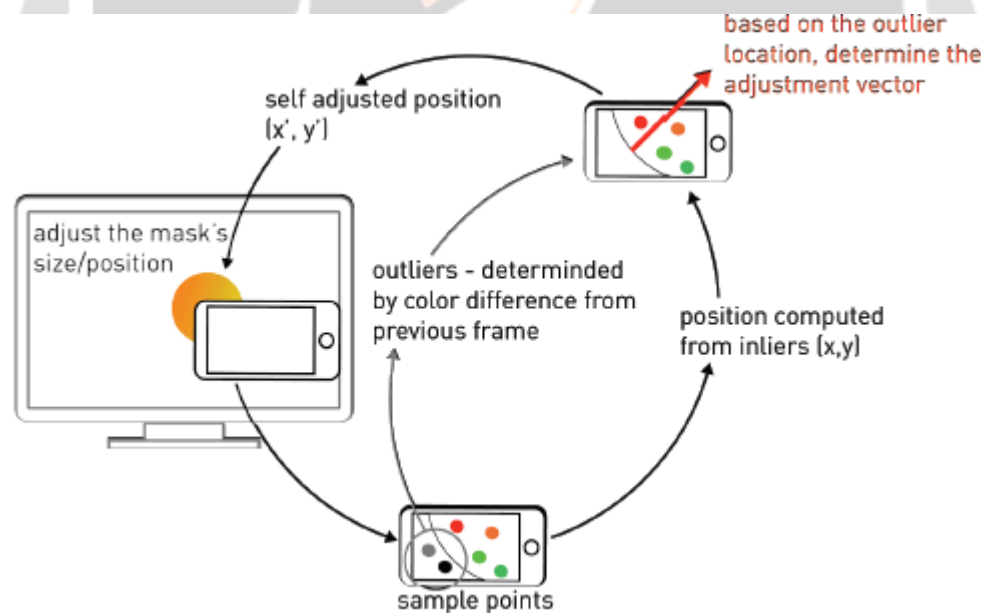 based on the outlier
location, determine the
adjustment vector
self adjusted position
(x´, y´)
adjust the mask´s
size/position
outliers - determinded
by color difference from
previous frame
position computed
from inliers (x,y)
sample points